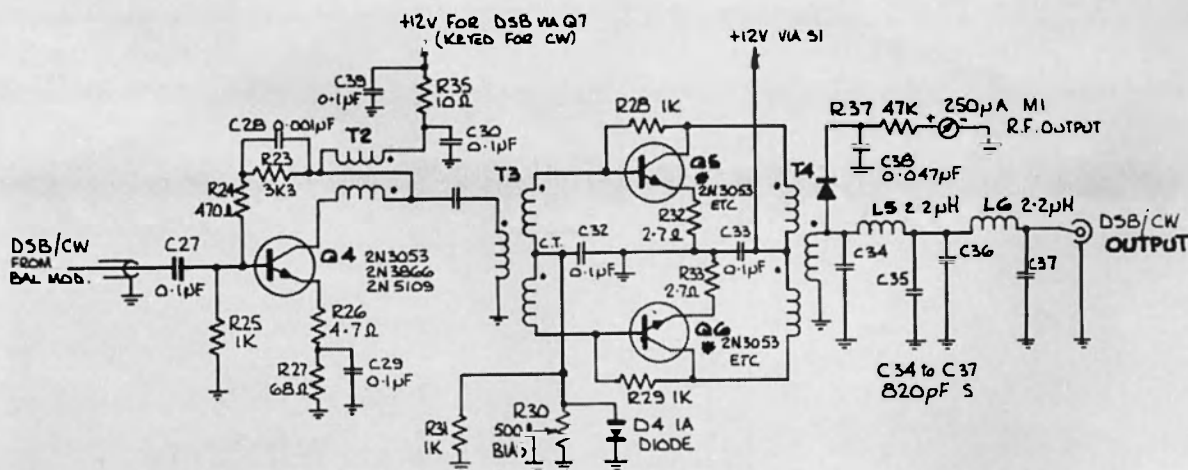 +12V FOR DSB VIA Q7
(KEYED FOR CW)
+12V VIA S1
C39
0.1µF
R35
10Ω
C28 0.001µF
T2
C30
0.1µF
R23
3K3
R24
470Ω
R28 1K
Q5
*
2N3053
ETC
T3
T4
R37 47K
250µA M1
+
-
R.F. OUTPUT
C38
0.047µF
L5 2.2µH
L6 2.2µH
DSB/CW
OUTPUT
DSB/CW
FROM
BAL MOD.
C27
0.1µF
Q4
2N3053
2N3866
2N5109
R32
2.7Ω
C.T.
C32
0.1µF
C33
0.1µF
R33
2.7Ω
C34
C35
C36
C37
R25
1K
R26
4.7Ω
R27
68Ω
C29
0.1µF
Q6
* 2N3053
ETC
R29 1K
C34 to C37
820pF S
R31
1K
R30
500
BIAS
D4 1A
DIODE